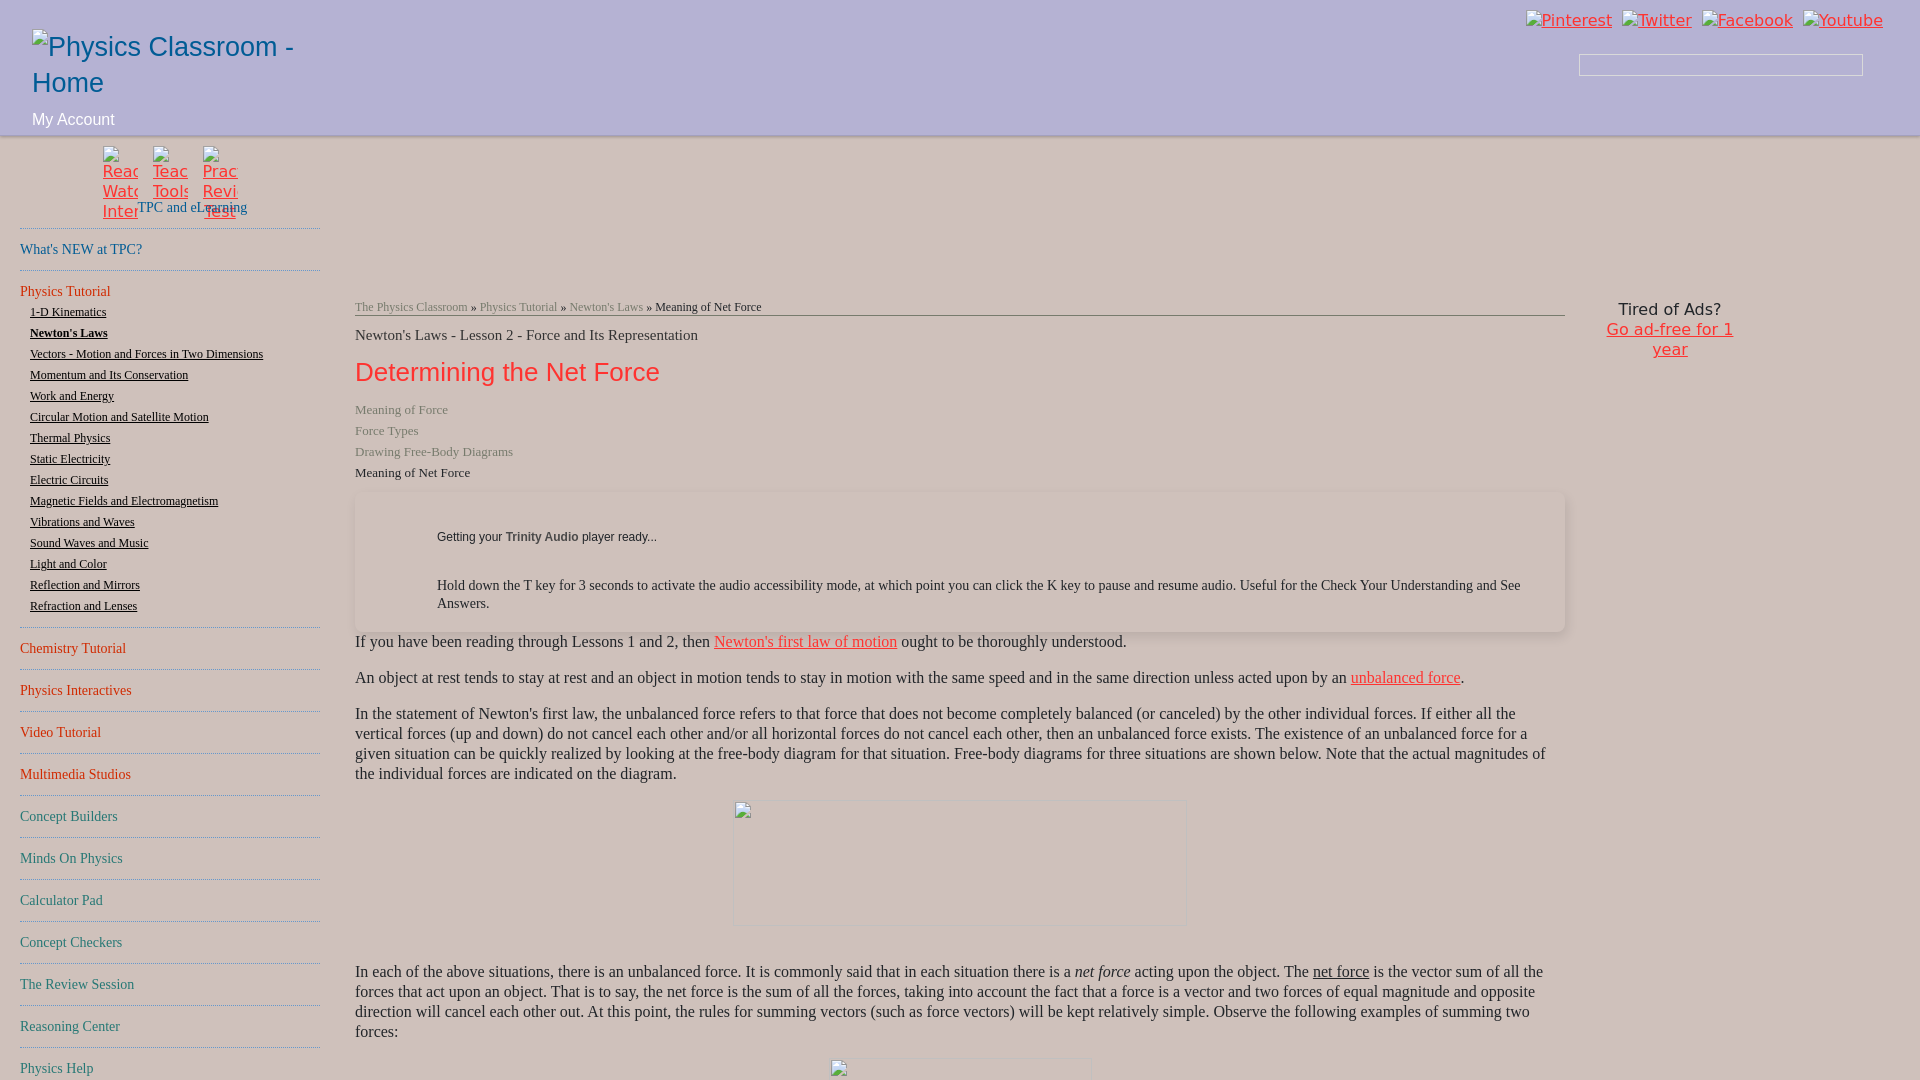 Pinterest Twitter Facebook Youtube
Physics Classroom -
Home
My Account
TPC and eLearning
What's NEW at TPC?
Physics Tutorial
1-D Kinematics
Newton's Laws
Vectors - Motion and Forces in Two Dimensions
Momentum and Its Conservation
Work and Energy
Circular Motion and Satellite Motion
Thermal Physics
Static Electricity
Electric Circuits
Magnetic Fields and Electromagnetism
Vibrations and Waves
Sound Waves and Music
Light and Color
Reflection and Mirrors
Refraction and Lenses
Chemistry Tutorial
Physics Interactives
Video Tutorial
Multimedia Studios
Concept Builders
Minds On Physics
Calculator Pad
Concept Checkers
The Review Session
Reasoning Center
Physics Help
The Physics Classroom » Physics Tutorial » Newton's Laws » Meaning of Net Force
Newton's Laws - Lesson 2 - Force and Its Representation
Determining the Net Force
Meaning of Force
Force Types
Drawing Free-Body Diagrams
Meaning of Net Force
Getting your Trinity Audio player ready...
Hold down the T key for 3 seconds to activate the audio accessibility mode, at which point you can click the K key to pause and resume audio. Useful for the Check Your Understanding and See
Answers.
If you have been reading through Lessons 1 and 2, then Newton's first law of motion ought to be thoroughly understood.
An object at rest tends to stay at rest and an object in motion tends to stay in motion with the same speed and in the same direction unless acted upon by an unbalanced force.
In the statement of Newton's first law, the unbalanced force refers to that force that does not become completely balanced (or canceled) by the other individual forces. If either all the
vertical forces (up and down) do not cancel each other and/or all horizontal forces do not cancel each other, then an unbalanced force exists. The existence of an unbalanced force for a
given situation can be quickly realized by looking at the free-body diagram for that situation. Free-body diagrams for three situations are shown below. Note that the actual magnitudes of
the individual forces are indicated on the diagram.
In each of the above situations, there is an unbalanced force. It is commonly said that in each situation there is a net force acting upon the object. The net force is the vector sum of all the
forces that act upon an object. That is to say, the net force is the sum of all the forces, taking into account the fact that a force is a vector and two forces of equal magnitude and opposite
direction will cancel each other out. At this point, the rules for summing vectors (such as force vectors) will be kept relatively simple. Observe the following examples of summing two
forces:
Tired of Ads?
Go ad-free for 1
year